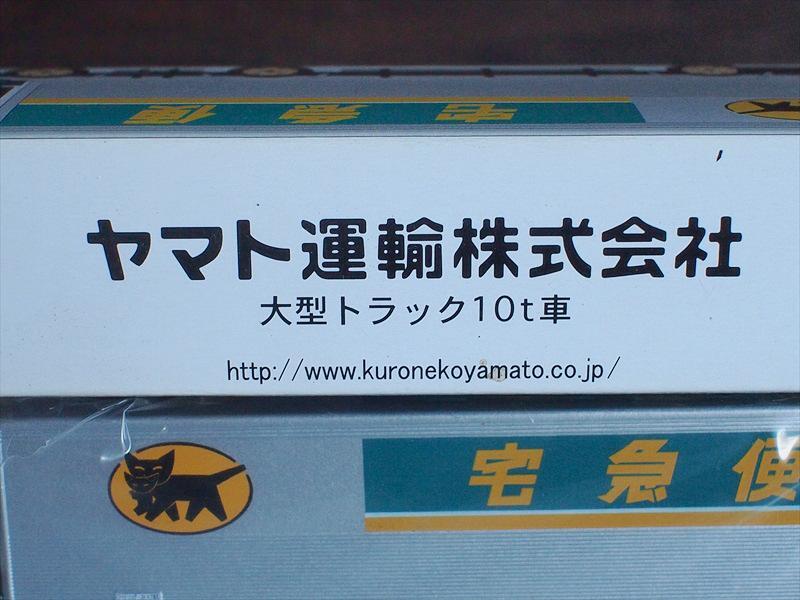 宅急便
ヤマト運輸株式会社
大型トラック10t車
http://www.kuronekoyamato.co.jp/
宅急便